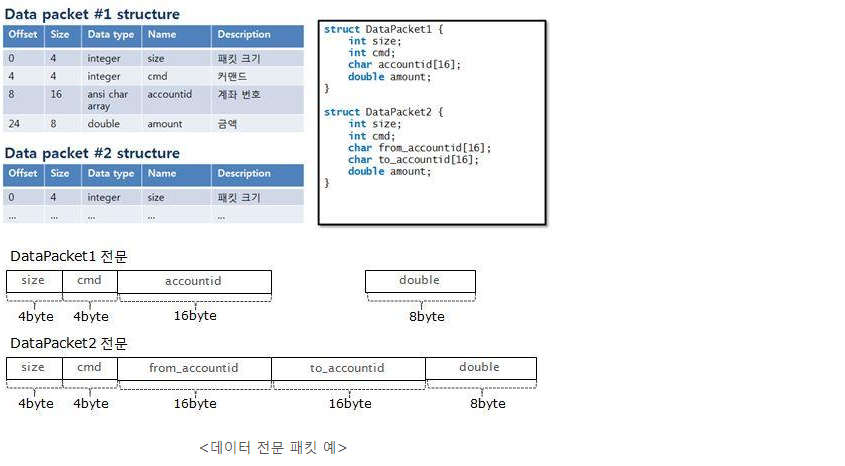 Data packet #1 structure
Offset Size Data type Name Description
0 4 integer size 패킷 크기
4 4 integer cmd 커맨드
8 16 ansi char array accountid 계좌 번호
24 8 double amount 금액
Data packet #2 structure
Offset Size Data type Name Description
0 4 integer size 패킷 크기
... ... ... ... ...
struct DataPacket1 {
int size;
int cmd;
char accountid[16];
double amount;
}
struct DataPacket2 {
int size;
int cmd;
char from_accountid[16];
char to_accountid[16];
double amount;
}
DataPacket1 전문
size cmd accountid double
4byte 4byte 16byte 8byte
DataPacket2 전문
size cmd from_accountid to_accountid double
4byte 4byte 16byte 16byte 8byte
<데이터 전문 패킷 예>